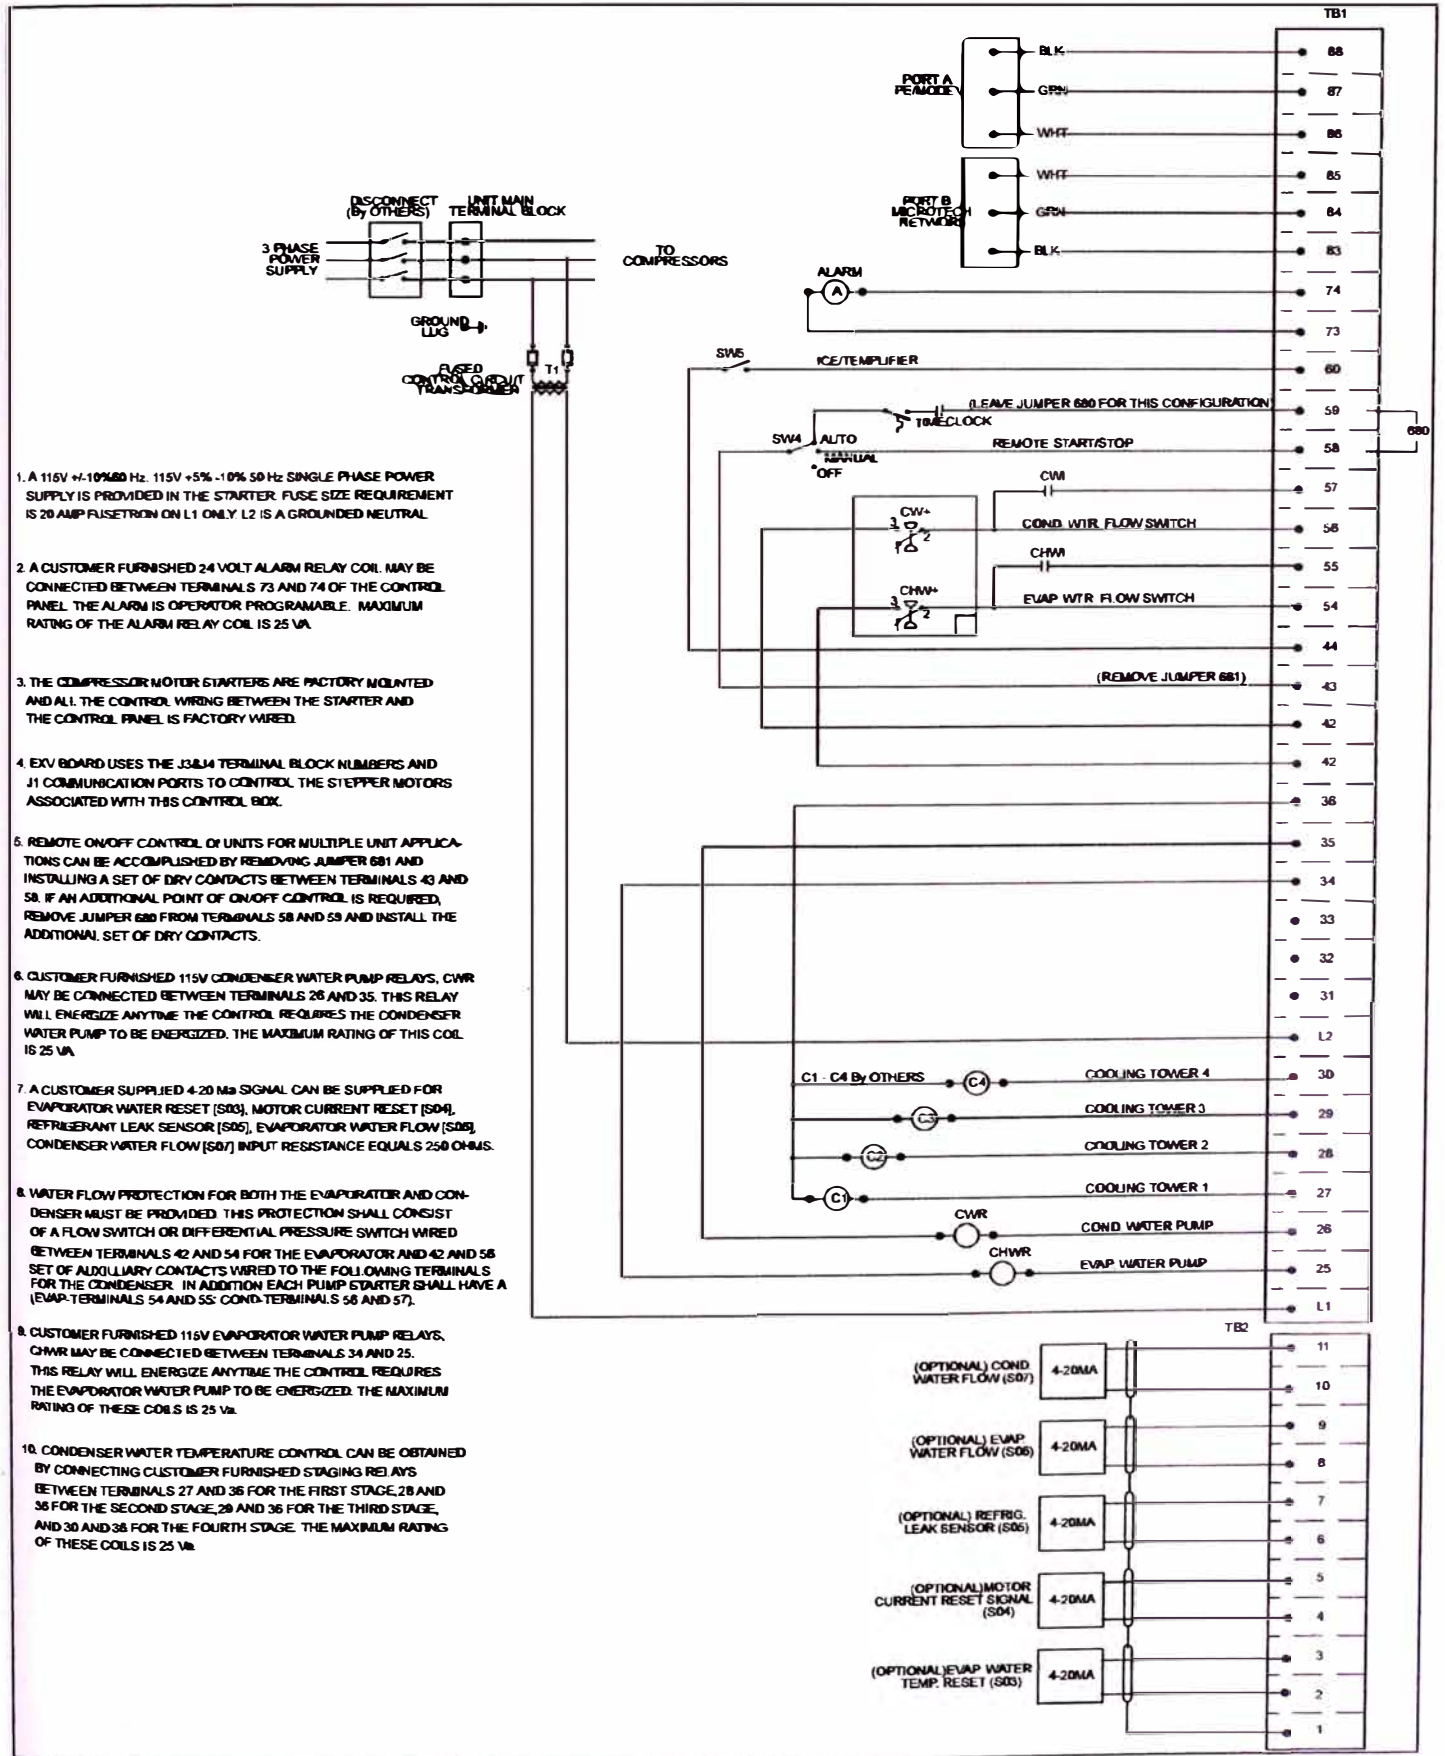 TB1
PORT A
PE/MODEV
BLK
88
GRN
87
WHT
86
PORT B
MICROTECH
NETWORK
WHT
85
GRN
84
BLK
83
DISCONNECT
(By OTHERS)
UNIT MAIN
TERMINAL BLOCK
3 PHASE
POWER
SUPPLY
TO
COMPRESSORS
GROUND
LUG
FUSED
CONTROL CIRCUIT
TRANSFORMER
T1
ALARM
A
74
73
SW5
ICE/TEMPLIFIER
60
(LEAVE JUMPER 680 FOR THIS CONFIGURATION)
59
TIMECLOCK
680
SW4
AUTO
MANUAL
OFF
REMOTE START/STOP
58
CWI
57
CW+
3
2
COND. WTR. FLOW SWITCH
56
CHWI
55
CHW+
3
2
EVAP WTR. FLOW SWITCH
54
44
(REMOVE JUMPER 681)
43
42
42
36
35
34
33
32
31
L2
C1 - C4 By OTHERS
C4
COOLING TOWER 4
30
C3
COOLING TOWER 3
29
C2
COOLING TOWER 2
28
C1
COOLING TOWER 1
27
CWR
COND. WATER PUMP
26
CHWR
EVAP WATER PUMP
25
L1
TB2
(OPTIONAL) COND.
WATER FLOW (S07)
4-20MA
11
10
(OPTIONAL) EVAP
WATER FLOW (S06)
4-20MA
9
8
(OPTIONAL) REFRIG.
LEAK SENSOR (S05)
4-20MA
7
6
(OPTIONAL)MOTOR
CURRENT RESET SIGNAL
(S04)
4-20MA
5
4
(OPTIONAL)EVAP WATER
TEMP. RESET (S03)
4-20MA
3
2
1
1. A 115V +/-10%60 Hz. 115V +5% -10% 50 Hz SINGLE PHASE POWER
SUPPLY IS PROVIDED IN THE STARTER. FUSE SIZE REQUIREMENT
IS 20 AMP FUSETRON ON L1 ONLY. L2 IS A GROUNDED NEUTRAL
2. A CUSTOMER FURNISHED 24 VOLT ALARM RELAY COIL MAY BE
CONNECTED BETWEEN TERMINALS 73 AND 74 OF THE CONTROL
PANEL. THE ALARM IS OPERATOR PROGRAMABLE. MAXIMUM
RATING OF THE ALARM RELAY COIL IS 25 VA.
3. THE COMPRESSOR MOTOR STARTERS ARE FACTORY MOUNTED
AND ALL THE CONTROL WIRING BETWEEN THE STARTER AND
THE CONTROL PANEL IS FACTORY WIRED.
4. EXV BOARD USES THE J3&J4 TERMINAL BLOCK NUMBERS AND
J1 COMMUNICATION PORTS TO CONTROL THE STEPPER MOTORS
ASSOCIATED WITH THIS CONTROL BOX.
5. REMOTE ON/OFF CONTROL Of UNITS FOR MULTIPLE UNIT APPLICA-
TIONS CAN BE ACCOMPLISHED BY REMOVING JUMPER 681 AND
INSTALLING A SET OF DRY CONTACTS BETWEEN TERMINALS 43 AND
58. IF AN ADDITIONAL POINT OF ON/OFF CONTROL IS REQUIRED,
REMOVE JUMPER 680 FROM TERMINALS 58 AND 59 AND INSTALL THE
ADDITIONAL SET OF DRY CONTACTS.
6. CUSTOMER FURNISHED 115V CONDENSER WATER PUMP RELAYS, CWR
MAY BE CONNECTED BETWEEN TERMINALS 26 AND 35. THIS RELAY
WILL ENERGIZE ANYTIME THE CONTROL REQUIRES THE CONDENSER
WATER PUMP TO BE ENERGIZED. THE MAXIMUM RATING OF THIS COIL
IS 25 VA.
7. A CUSTOMER SUPPLIED 4-20 Ma SIGNAL CAN BE SUPPLIED FOR
EVAPORATOR WATER RESET [S03], MOTOR CURRENT RESET [S04],
REFRIGERANT LEAK SENSOR [S05], EVAPORATOR WATER FLOW [S06],
CONDENSER WATER FLOW [S07] INPUT RESISTANCE EQUALS 250 OHMS.
8. WATER FLOW PROTECTION FOR BOTH THE EVAPORATOR AND CON-
DENSER MUST BE PROVIDED. THIS PROTECTION SHALL CONSIST
OF A FLOW SWITCH OR DIFFERENTIAL PRESSURE SWITCH WIRED
BETWEEN TERMINALS 42 AND 54 FOR THE EVAPORATOR AND 42 AND 56
SET OF AUXILLIARY CONTACTS WIRED TO THE FOLLOWING TERMINALS
FOR THE CONDENSER. IN ADDITION EACH PUMP STARTER SHALL HAVE A
(EVAP-TERMINALS 54 AND 55: COND-TERMINALS 56 AND 57).
9. CUSTOMER FURNISHED 115V EVAPORATOR WATER PUMP RELAYS,
CHWR MAY BE CONNECTED BETWEEN TERMINALS 34 AND 25.
THIS RELAY WILL ENERGIZE ANYTIME THE CONTROL REQUIRES
THE EVAPORATOR WATER PUMP TO BE ENERGIZED. THE MAXIMUM
RATING OF THESE COILS IS 25 Va.
10. CONDENSER WATER TEMPERATURE CONTROL CAN BE OBTAINED
BY CONNECTING CUSTOMER FURNISHED STAGING RELAYS
BETWEEN TERMINALS 27 AND 36 FOR THE FIRST STAGE,28 AND
36 FOR THE SECOND STAGE,29 AND 36 FOR THE THIRD STAGE,
AND 30 AND 36 FOR THE FOURTH STAGE. THE MAXIMUM RATING
OF THESE COILS IS 25 Va.